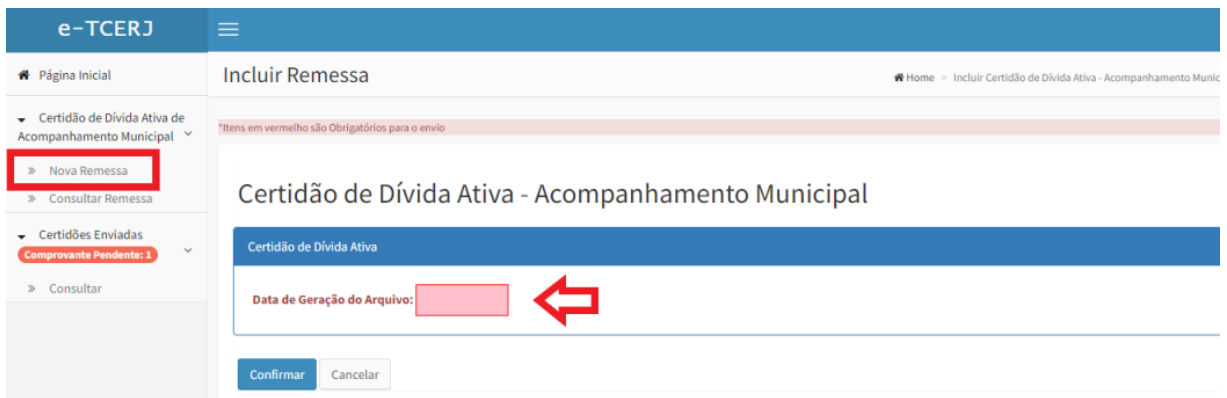 e-TCERJ
Página Inicial
Certidão de Dívida Ativa de
Acompanhamento Municipal
Nova Remessa
Consultar Remessa
Certidões Enviadas
Comprovante Pendente: 1
Consultar
Incluir Remessa
Home > Incluir Certidão de Dívida Ativa - Acompanhamento Munic
*Itens em vermelho são Obrigatórios para o envio
Certidão de Dívida Ativa - Acompanhamento Municipal
Certidão de Dívida Ativa
Data de Geração do Arquivo:
Confirmar Cancelar